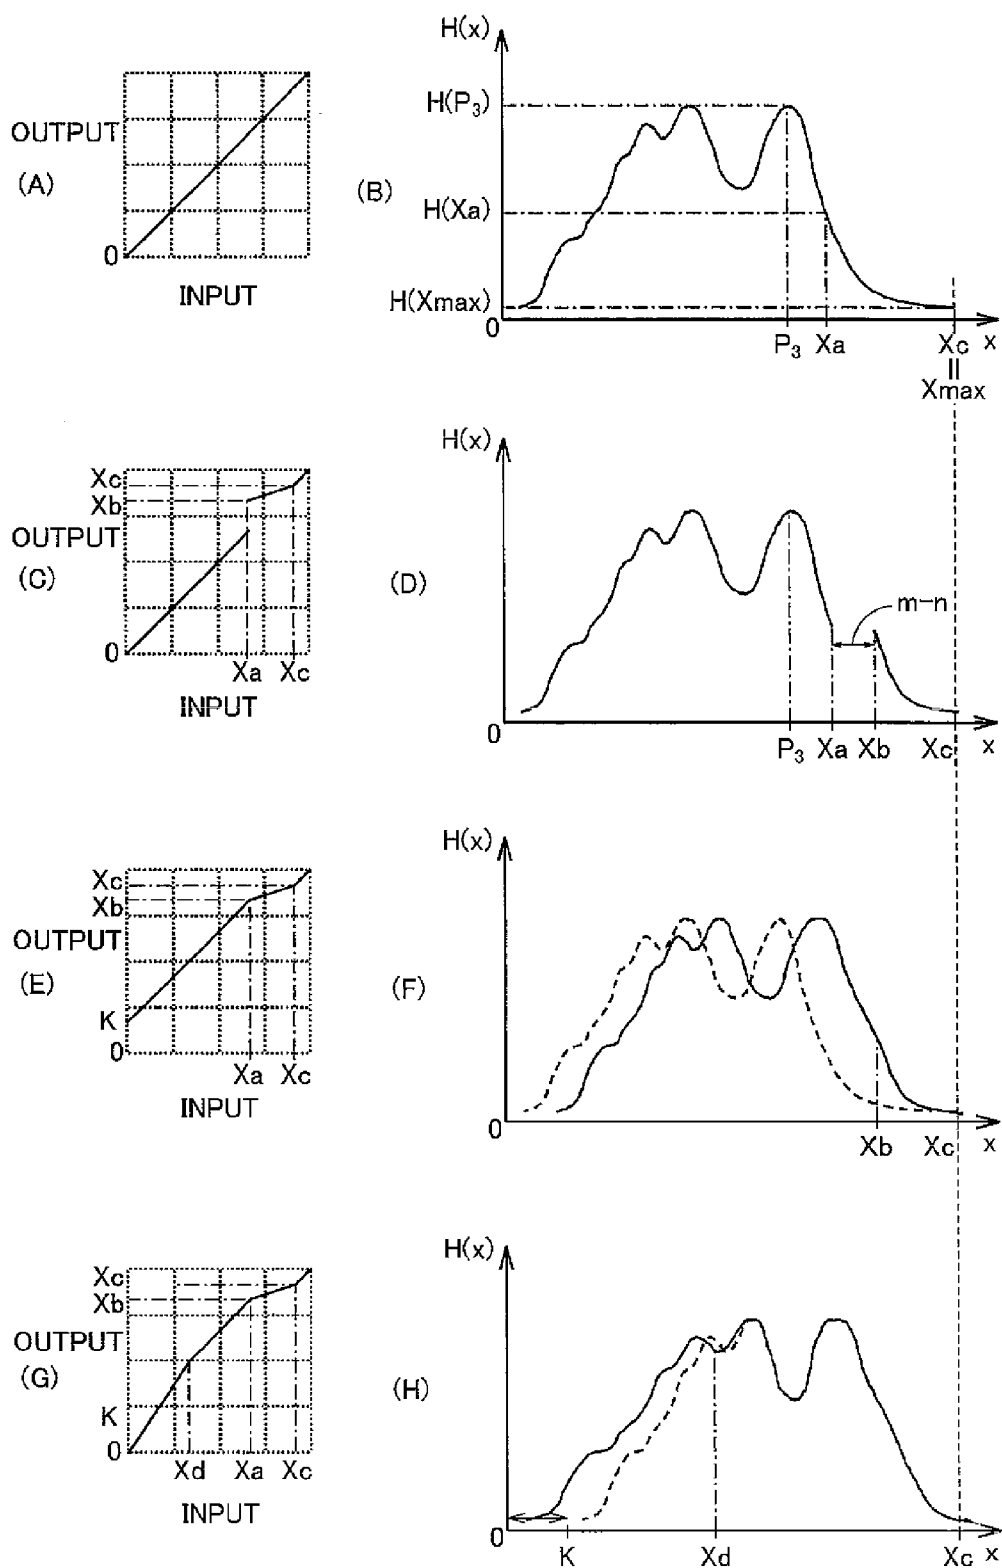 H(x)
H(P₃)
OUTPUT
(A)
(B)
H(Xa)
0
INPUT
H(Xmax)
0
P₃ Xa Xc x
=
Xmax
H(x)
Xc
Xb
OUTPUT
(C)
(D)
m-n
0
Xa Xc
INPUT
0
P₃ Xa Xb Xc x
H(x)
Xc
Xb
OUTPUT
(E)
(F)
K
0
Xa Xc
INPUT
0
Xb Xc x
H(x)
Xc
Xb
OUTPUT
(G)
(H)
K
0
Xd Xa Xc
INPUT
0
K Xd Xc x